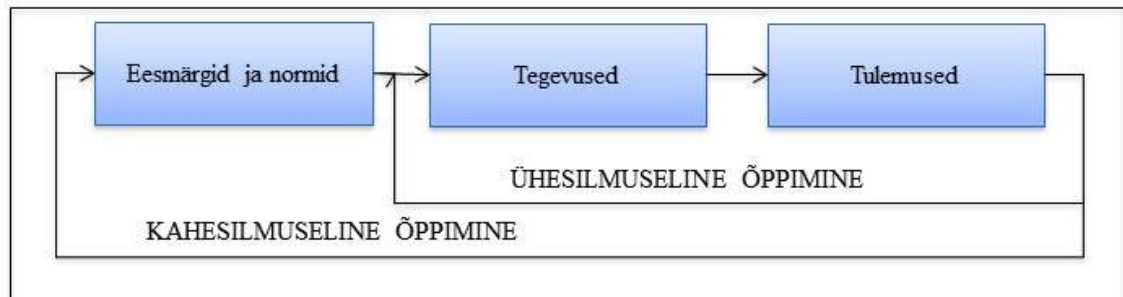 Eesmärgid ja normid
Tegevused
Tulemused
ÜHESILMUSELINE ÕPPIMINE
KAHESILMUSELINE ÕPPIMINE